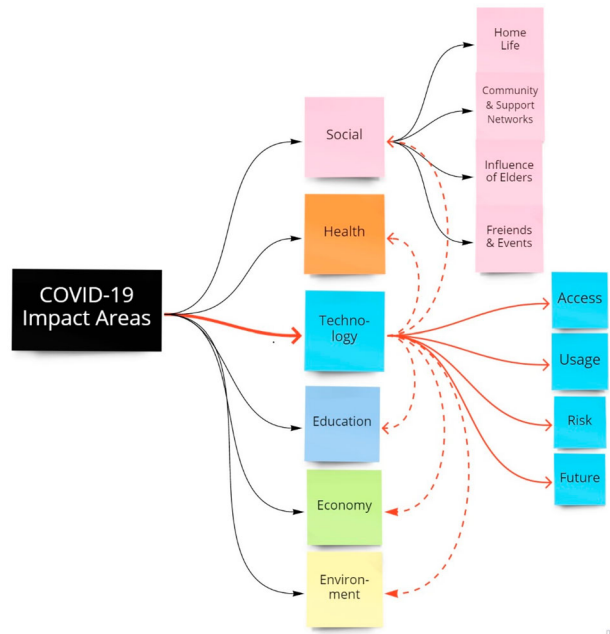 Home
Life
Community
& Support
Networks
Social
Influence
of Elders
Freiends
& Events
Health
COVID-19
Impact Areas
Techno-
logy
Access
Usage
Education
Risk
Future
Economy
Environ-
ment